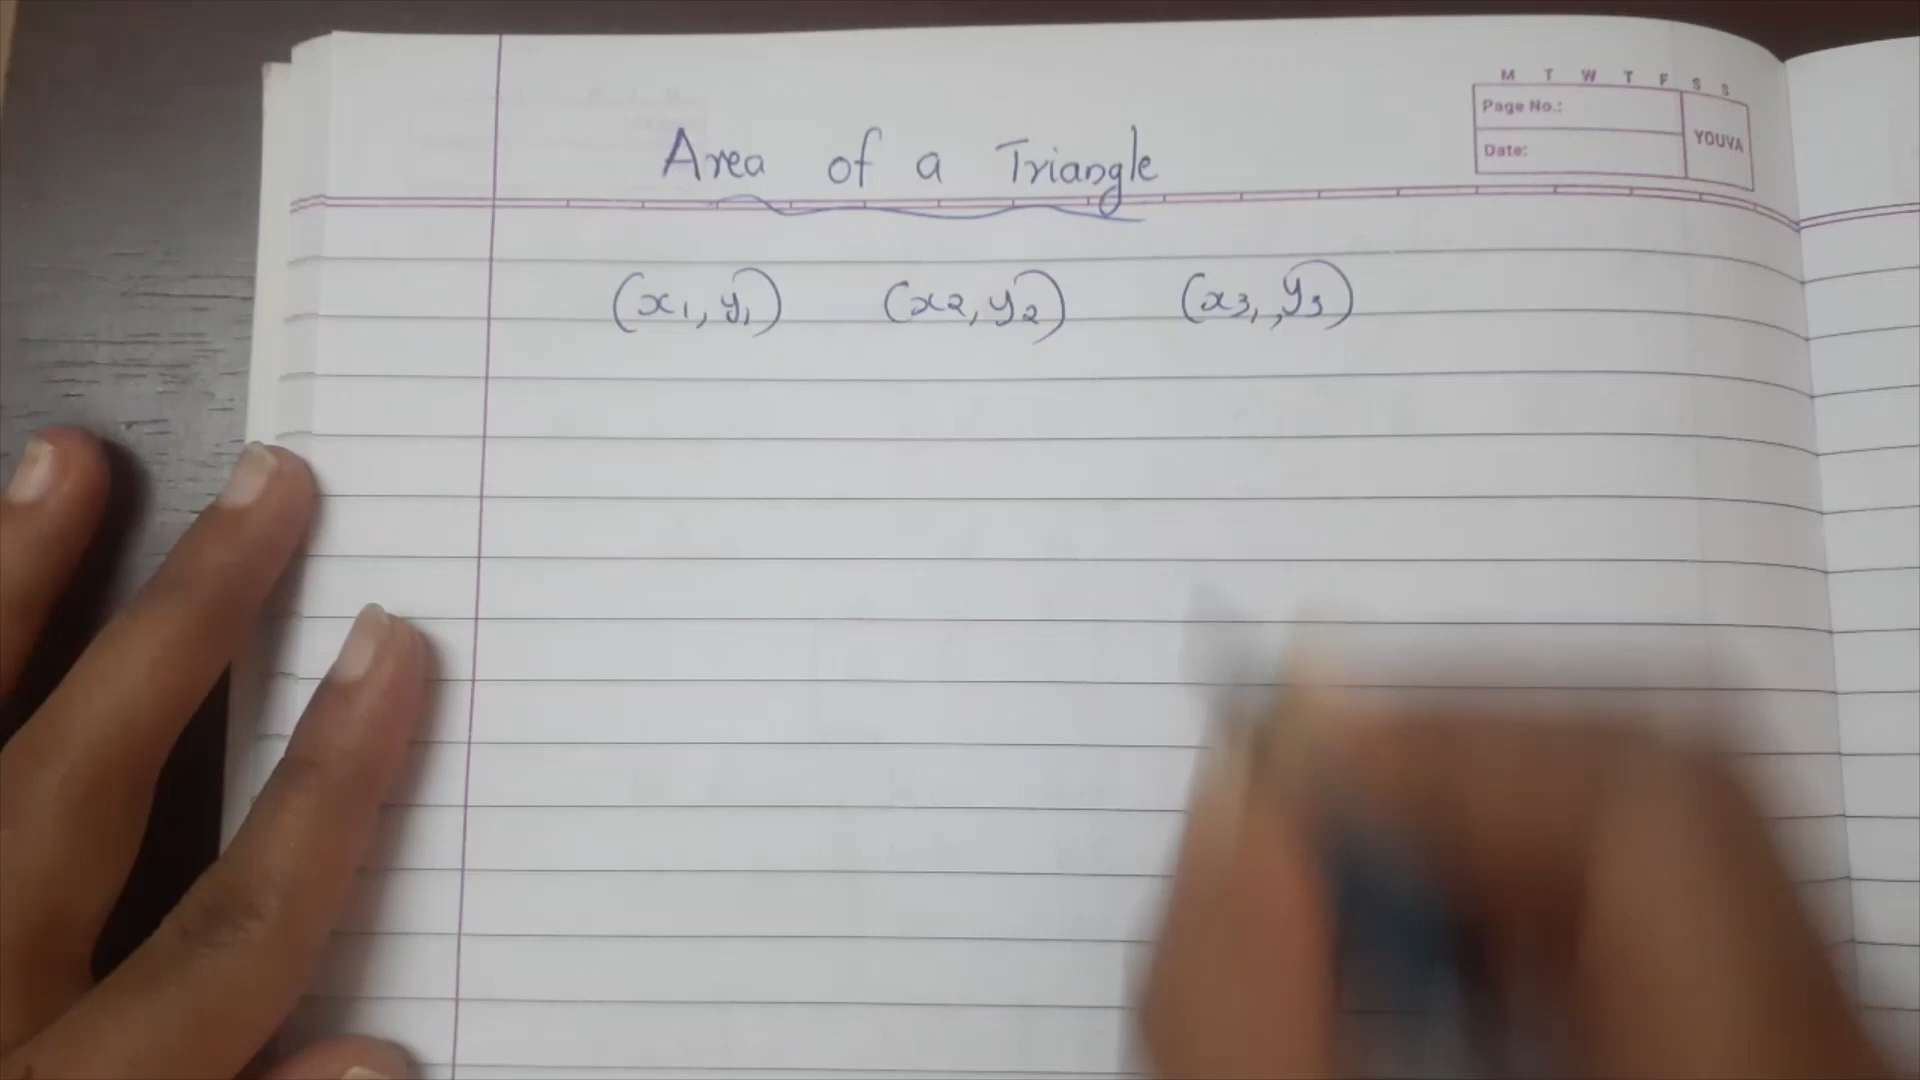 M T W T F S S
Page No.:
Date:
YOUVA
Area of a Triangle
(x1, y1) (x2, y2) (x3,, y3)